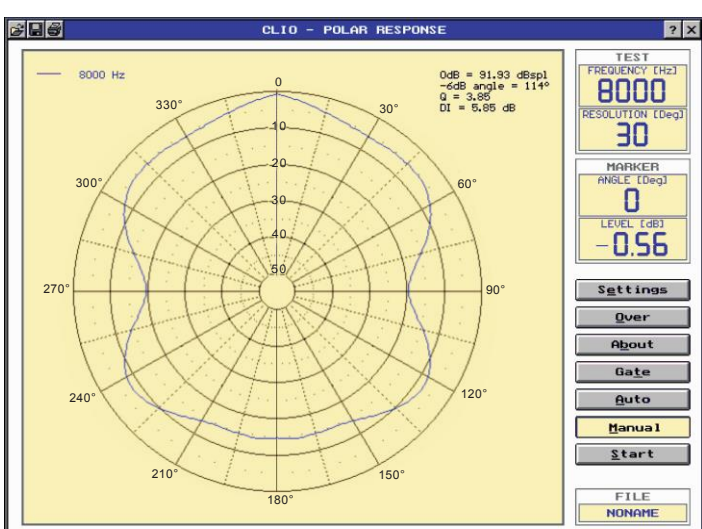 CLIO - POLAR RESPONSE
? X
8000 Hz
0dB = 91.93 dBspl
-6dB angle = 114º
Q = 3.85
DI = 5.85 dB
0
330°
30°
10
20
300°
60°
30
40
50
270°
90°
240°
120°
210°
150°
180°
TEST
FREQUENCY [Hz]
8000
RESOLUTION [Deg]
30
MARKER
ANGLE [Deg]
0
LEVEL [dB]
-0.56
Settings
Over
About
Gate
Auto
Manual
Start
FILE
NONAME